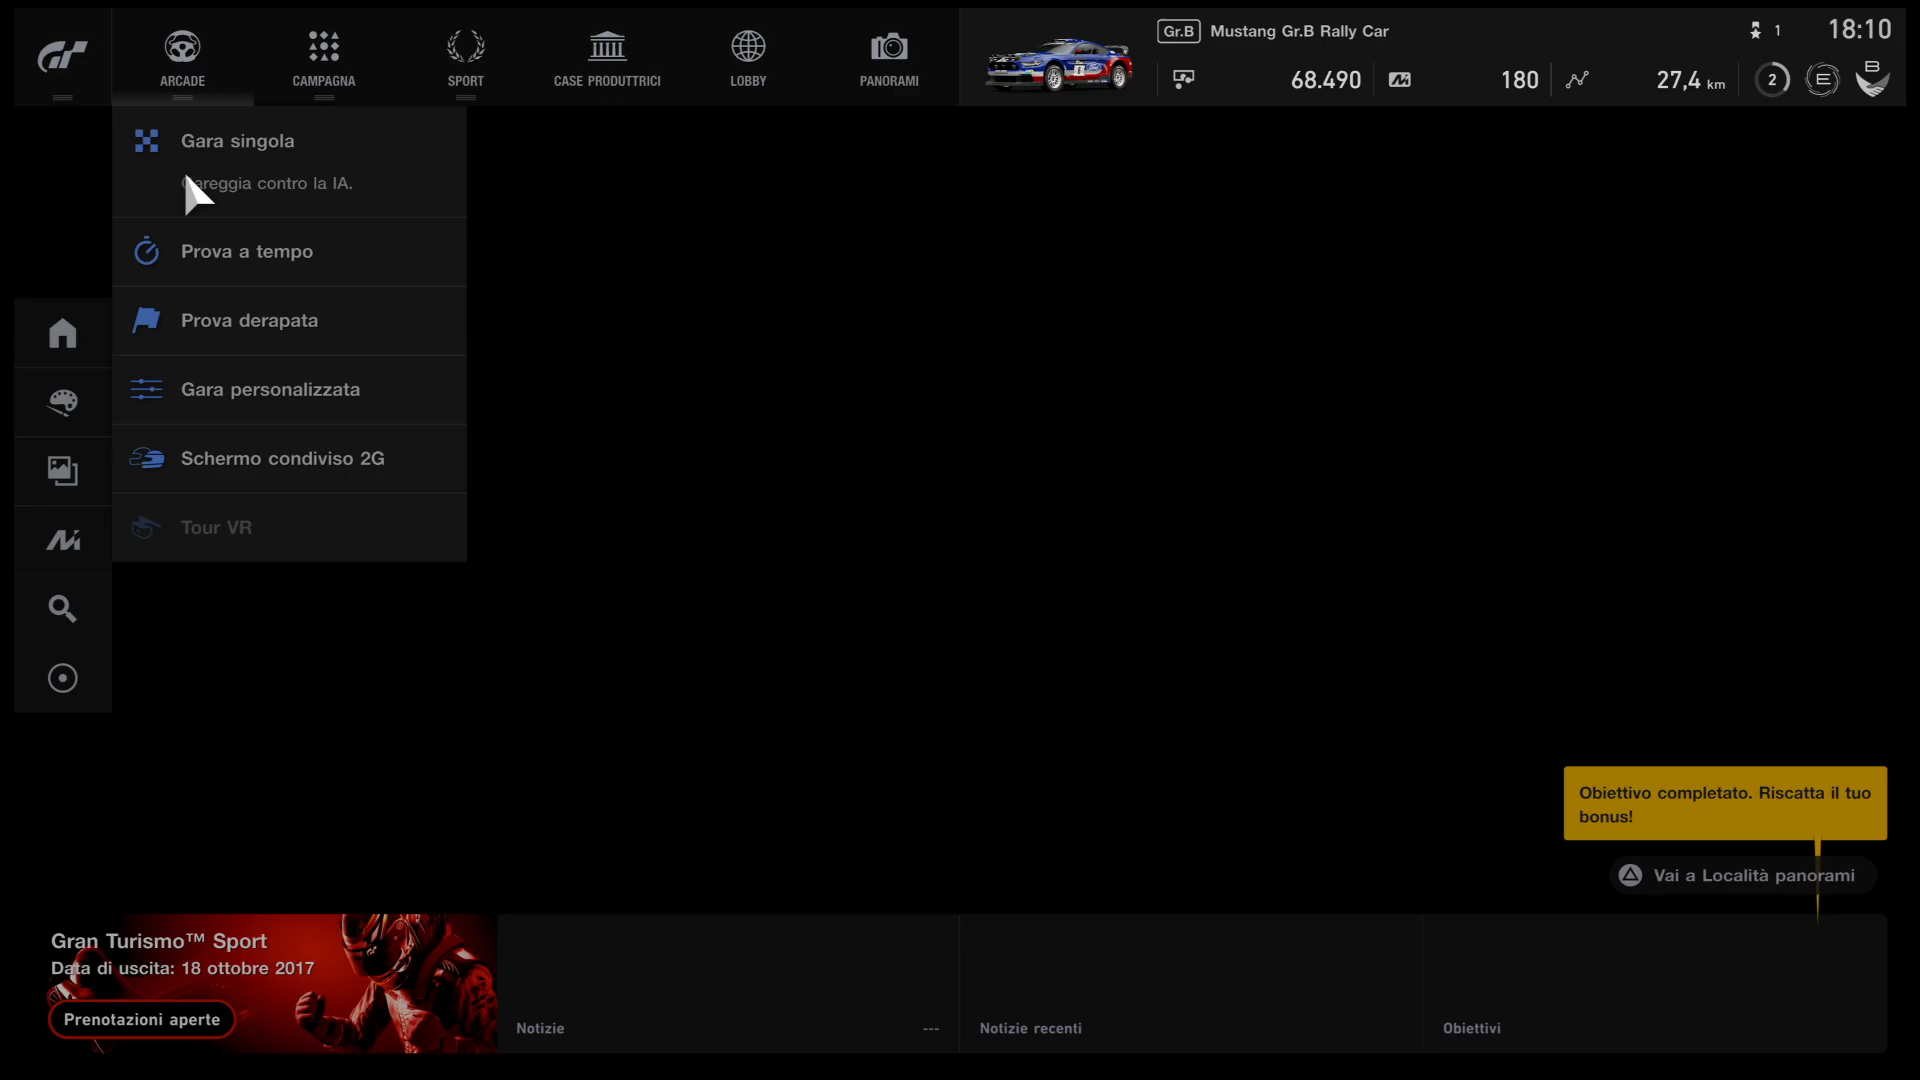 ARCADE
CAMPAGNA
SPORT
CASE PRODUTTRICI
LOBBY
PANORAMI
Gr.B Mustang Gr.B Rally Car
1
18:10
68.490
180
27,4 km
2
E
B
Gara singola
areggia contro la IA.
Prova a tempo
Prova derapata
Gara personalizzata
Schermo condiviso 2G
Tour VR
Obiettivo completato. Riscatta il tuo
bonus!
Vai a Località panorami
Gran Turismo™ Sport
Data di uscita: 18 ottobre 2017
Prenotazioni aperte
Notizie
---
Notizie recenti
Obiettivi